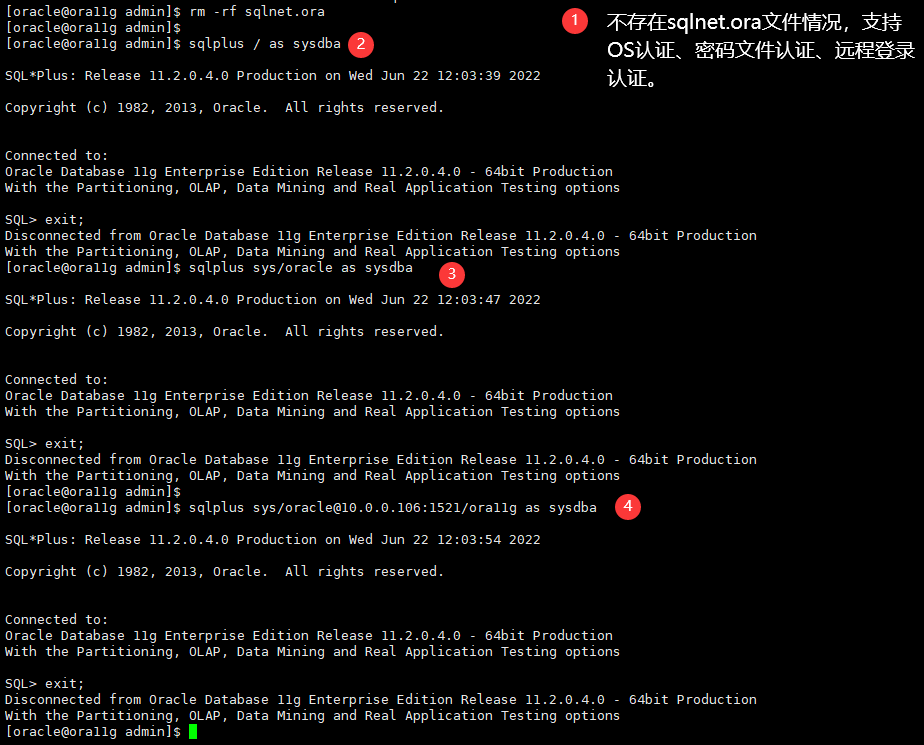 [oracle@ora11g admin]$ rm -rf sqlnet.ora
[oracle@ora11g admin]$
[oracle@ora11g admin]$ sqlplus / as sysdba 2
1 不存在sqlnet.ora文件情况，支持
OS认证、密码文件认证、远程登录
认证。
SQL*Plus: Release 11.2.0.4.0 Production on Wed Jun 22 12:03:39 2022
Copyright (c) 1982, 2013, Oracle.  All rights reserved.
Connected to:
Oracle Database 11g Enterprise Edition Release 11.2.0.4.0 - 64bit Production
With the Partitioning, OLAP, Data Mining and Real Application Testing options
SQL> exit;
Disconnected from Oracle Database 11g Enterprise Edition Release 11.2.0.4.0 - 64bit Production
With the Partitioning, OLAP, Data Mining and Real Application Testing options
[oracle@ora11g admin]$ sqlplus sys/oracle as sysdba 3
SQL*Plus: Release 11.2.0.4.0 Production on Wed Jun 22 12:03:47 2022
Copyright (c) 1982, 2013, Oracle.  All rights reserved.
Connected to:
Oracle Database 11g Enterprise Edition Release 11.2.0.4.0 - 64bit Production
With the Partitioning, OLAP, Data Mining and Real Application Testing options
SQL> exit;
Disconnected from Oracle Database 11g Enterprise Edition Release 11.2.0.4.0 - 64bit Production
With the Partitioning, OLAP, Data Mining and Real Application Testing options
[oracle@ora11g admin]$
[oracle@ora11g admin]$ sqlplus sys/oracle@10.0.0.106:1521/ora11g as sysdba 4
SQL*Plus: Release 11.2.0.4.0 Production on Wed Jun 22 12:03:54 2022
Copyright (c) 1982, 2013, Oracle.  All rights reserved.
Connected to:
Oracle Database 11g Enterprise Edition Release 11.2.0.4.0 - 64bit Production
With the Partitioning, OLAP, Data Mining and Real Application Testing options
SQL> exit;
Disconnected from Oracle Database 11g Enterprise Edition Release 11.2.0.4.0 - 64bit Production
With the Partitioning, OLAP, Data Mining and Real Application Testing options
[oracle@ora11g admin]$